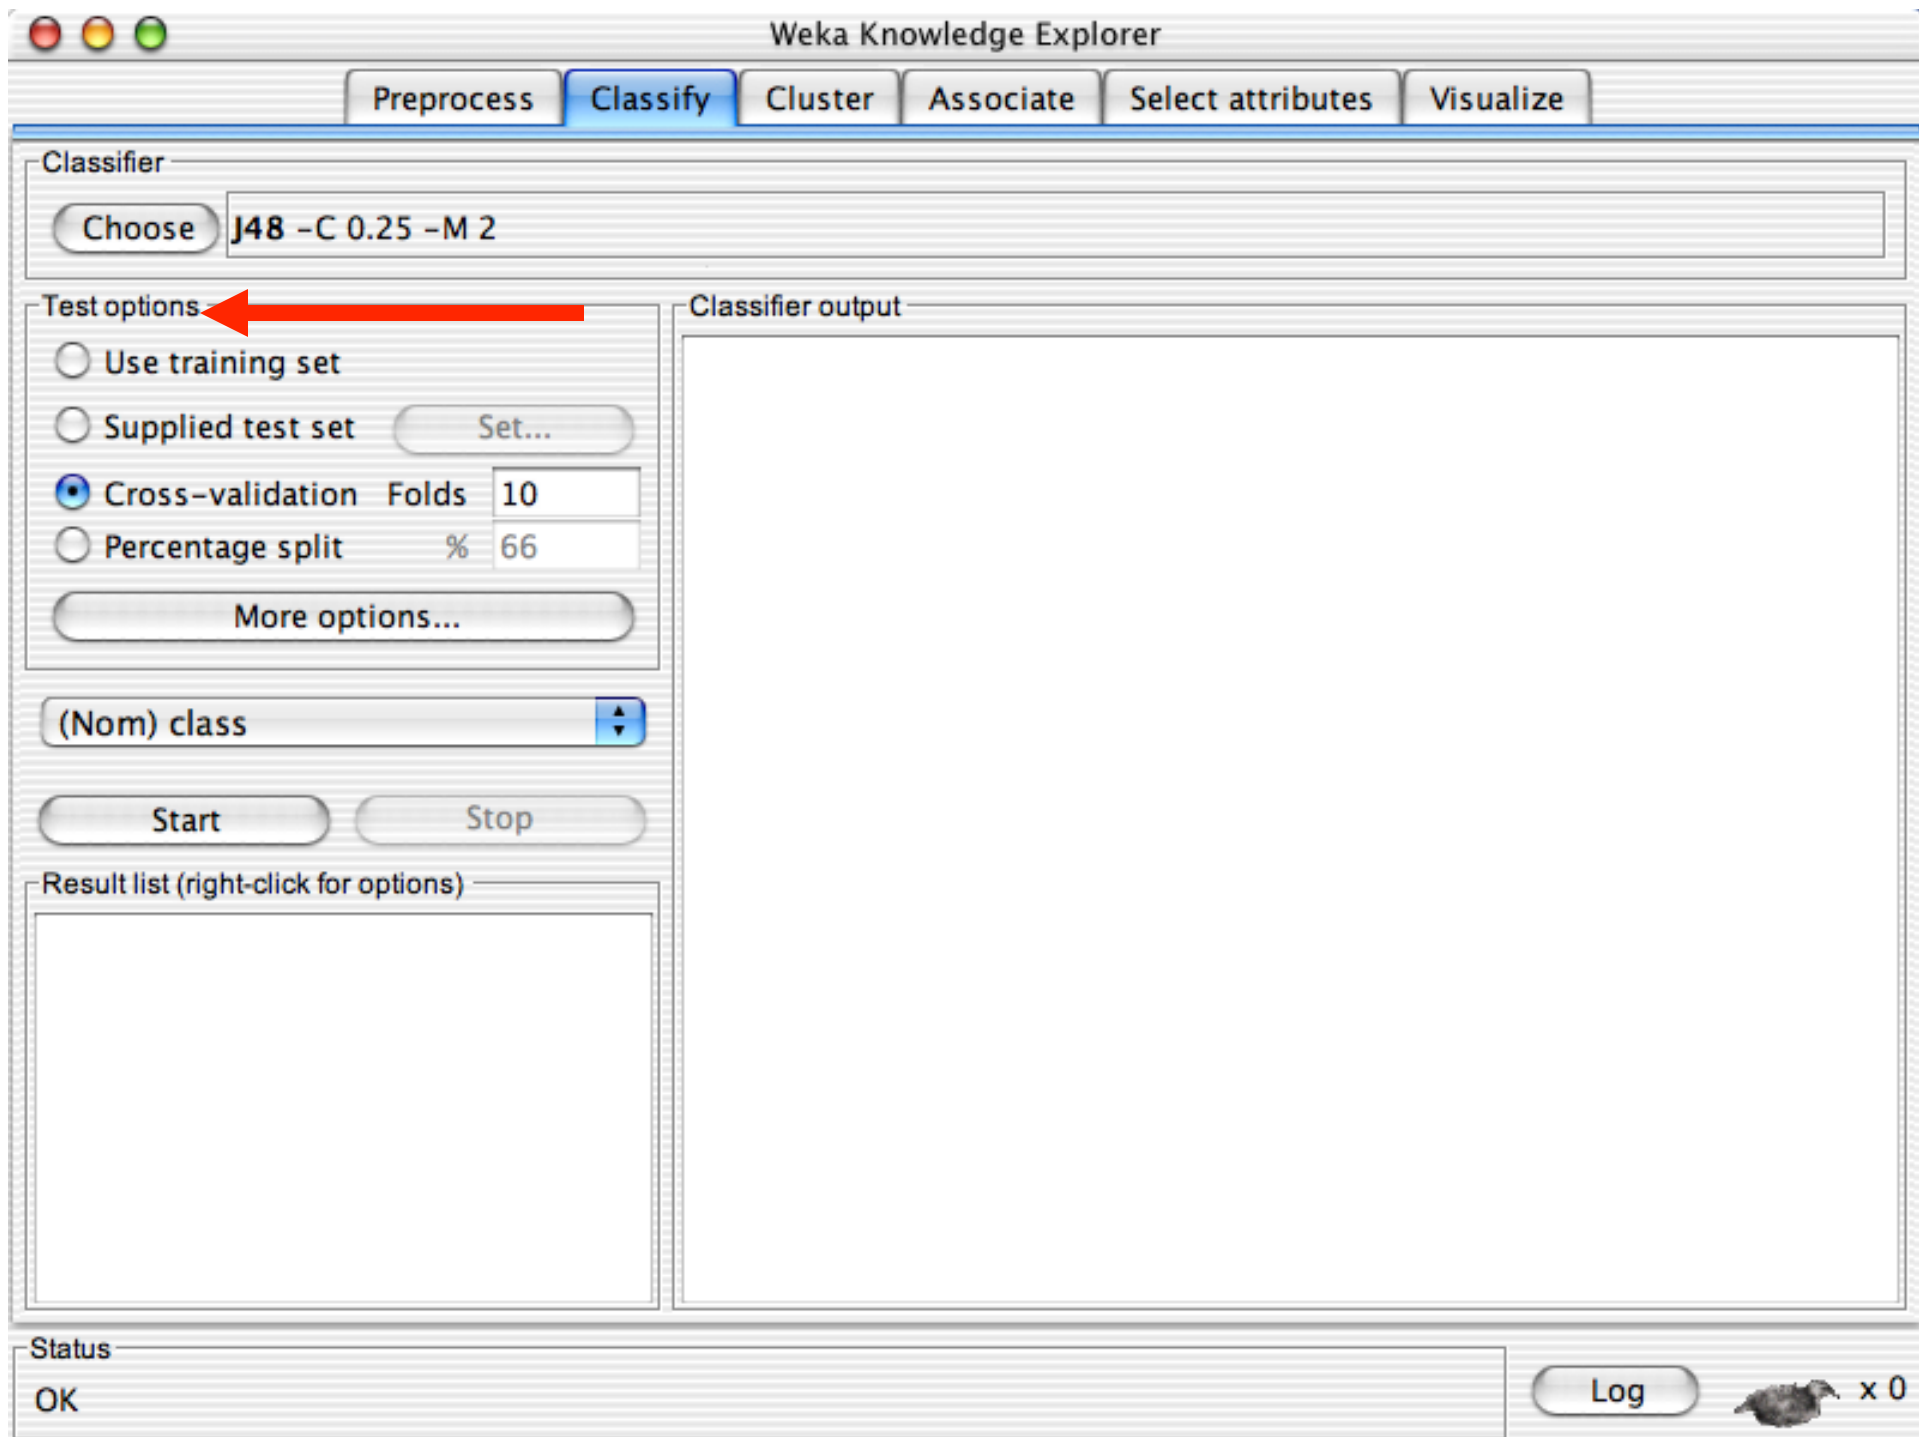 Weka Knowledge Explorer
Preprocess Classify Cluster Associate Select attributes Visualize
Classifier
Choose J48 -C 0.25 -M 2
Test options
Use training set
Supplied test set Set...
Cross-validation Folds 10
Percentage split % 66
More options...
(Nom) class
Start Stop
Result list (right-click for options)
Classifier output
Status
OK
Log x 0